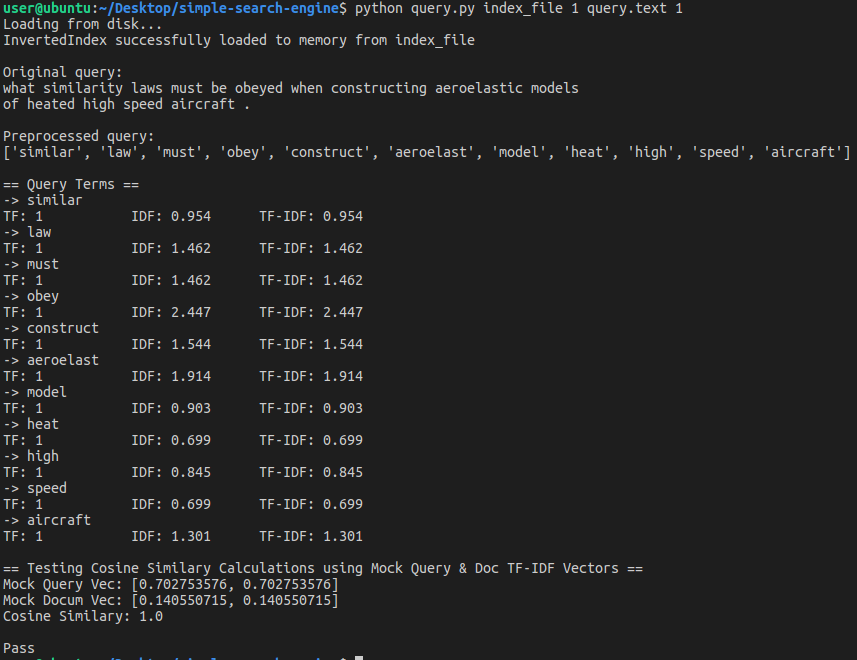 user@ubuntu:~/Desktop/simple-search-engine$ python query.py index_file 1 query.text 1
Loading from disk...
InvertedIndex successfully loaded to memory from index_file
Original query:
what similarity laws must be obeyed when constructing aeroelastic models
of heated high speed aircraft .
Preprocessed query:
['similar', 'law', 'must', 'obey', 'construct', 'aeroelast', 'model', 'heat', 'high', 'speed', 'aircraft']
== Query Terms ==
-> similar
TF: 1 IDF: 0.954 TF-IDF: 0.954
-> law
TF: 1 IDF: 1.462 TF-IDF: 1.462
-> must
TF: 1 IDF: 1.462 TF-IDF: 1.462
-> obey
TF: 1 IDF: 2.447 TF-IDF: 2.447
-> construct
TF: 1 IDF: 1.544 TF-IDF: 1.544
-> aeroelast
TF: 1 IDF: 1.914 TF-IDF: 1.914
-> model
TF: 1 IDF: 0.903 TF-IDF: 0.903
-> heat
TF: 1 IDF: 0.699 TF-IDF: 0.699
-> high
TF: 1 IDF: 0.845 TF-IDF: 0.845
-> speed
TF: 1 IDF: 0.699 TF-IDF: 0.699
-> aircraft
TF: 1 IDF: 1.301 TF-IDF: 1.301
== Testing Cosine Similary Calculations using Mock Query & Doc TF-IDF Vectors ==
Mock Query Vec: [0.702753576, 0.702753576]
Mock Docum Vec: [0.140550715, 0.140550715]
Cosine Similary: 1.0
Pass